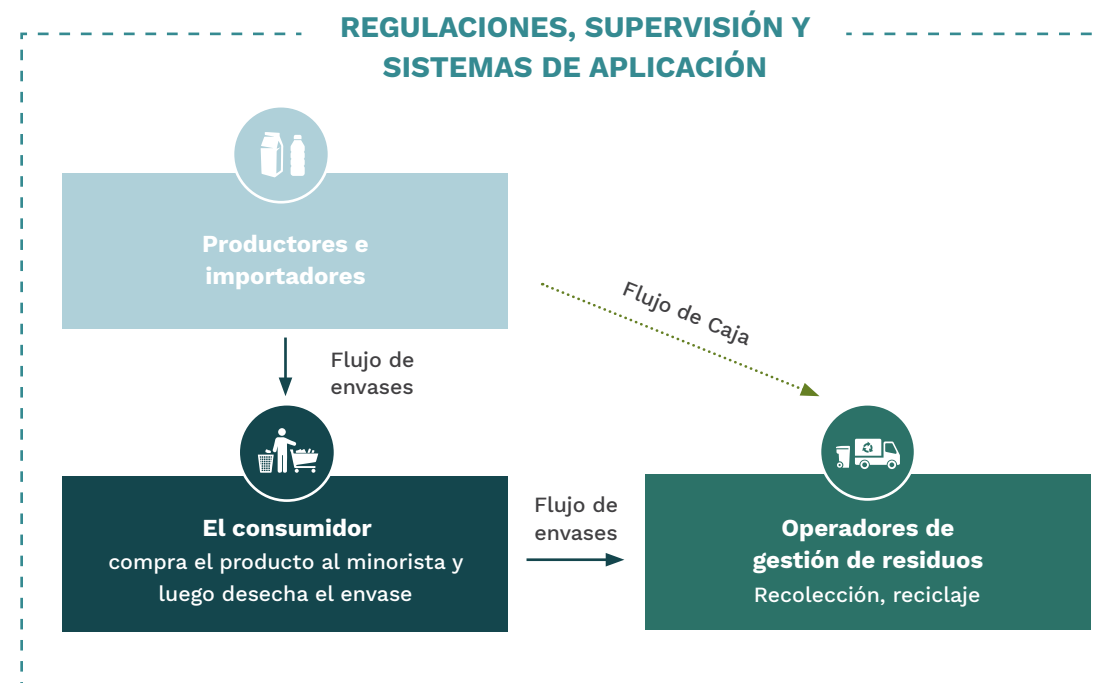 REGULACIONES, SUPERVISIÓN Y
SISTEMAS DE APLICACIÓN
Productores e
importadores
Flujo de Caja
Flujo de
envases
El consumidor
compra el producto al minorista y
luego desecha el envase
Flujo de
envases
Operadores de
gestión de residuos
Recolección, reciclaje